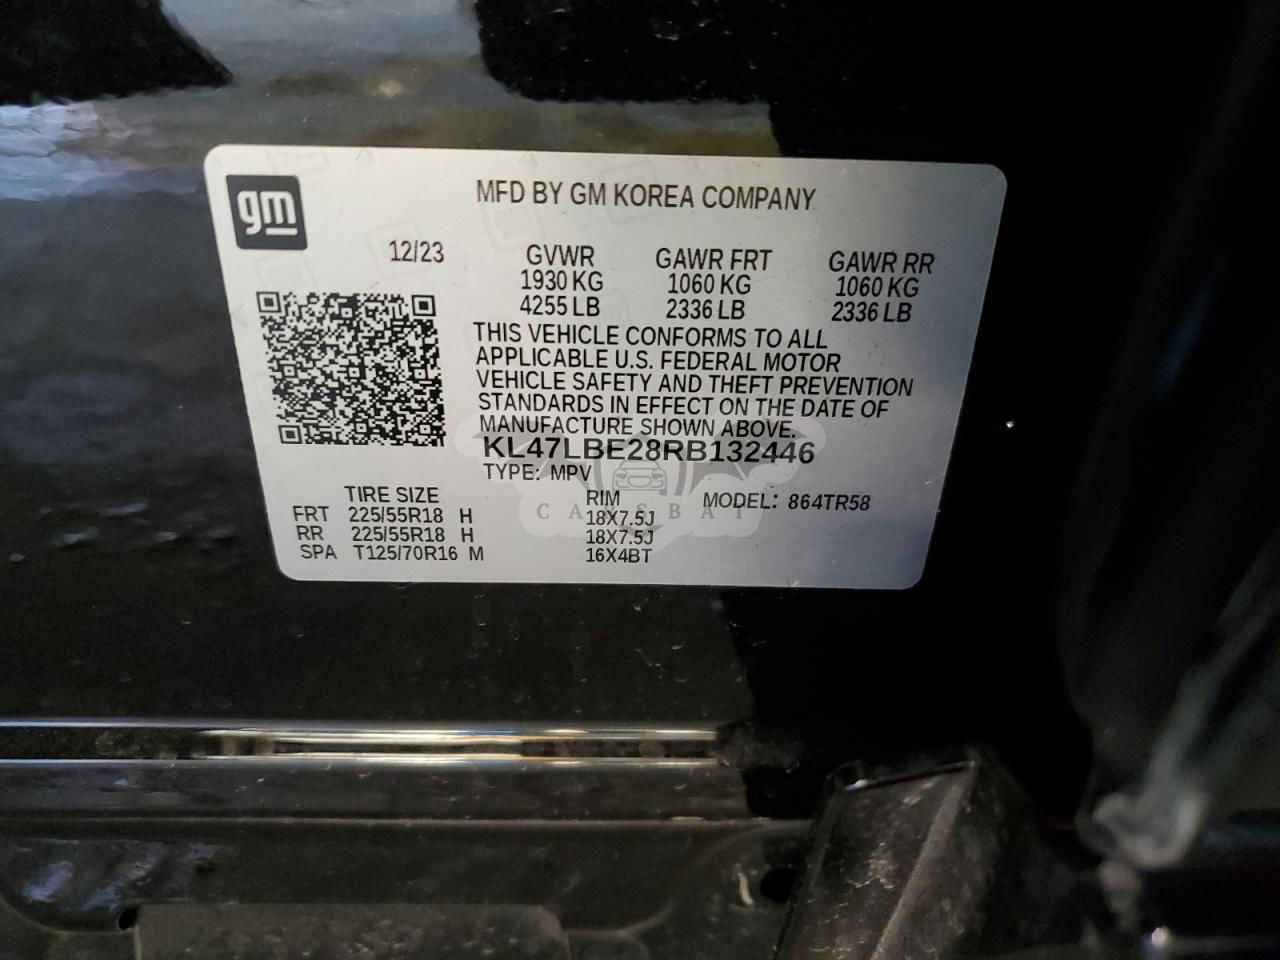 gm
MFD BY GM KOREA COMPANY
12/23
GVWR GAWR FRT GAWR RR
1930 KG 1060 KG 1060 KG
4255 LB 2336 LB 2336 LB
THIS VEHICLE CONFORMS TO ALL
APPLICABLE U.S. FEDERAL MOTOR
VEHICLE SAFETY AND THEFT PREVENTION
STANDARDS IN EFFECT ON THE DATE OF
MANUFACTURE SHOWN ABOVE.
KL47LBE28RB132446
TYPE: MPV
TIRE SIZE RIM MODEL: 864TR58
FRT 225/55R18 H 18X7.5J
RR 225/55R18 H 18X7.5J
SPA T125/70R16 M 16X4BT
CARSBAT